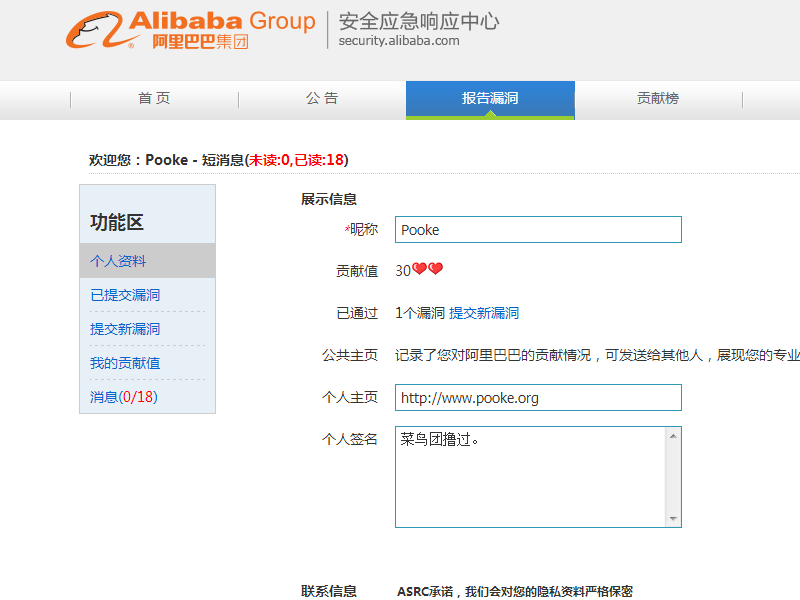 Alibaba Group
阿里巴巴集团
安全应急响应中心
security.alibaba.com
首 页
公 告
报告漏洞
贡献榜
欢迎您：Pooke - 短消息(未读:0,已读:18)
功能区
个人资料
已提交漏洞
提交新漏洞
我的贡献值
消息(0/18)
展示信息
*昵称 Pooke
贡献值 30
已通过 1个漏洞 提交新漏洞
公共主页 记录了您对阿里巴巴的贡献情况，可发送给其他人，展现您的专业
个人主页 http://www.pooke.org
个人签名 菜鸟团撸过。
联系信息 ASRC承诺，我们会对您的隐私资料严格保密